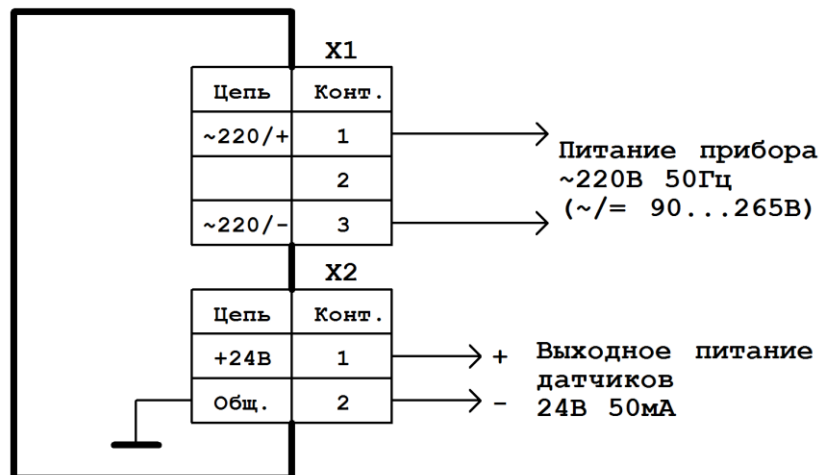 X1
Цепь Конт.
~220/+ 1
2
~220/- 3
Питание прибора
~220В 50Гц
(~/= 90...265В)
X2
Цепь Конт.
+24В 1 +
Общ. 2 -
Выходное питание
датчиков
24В 50мА